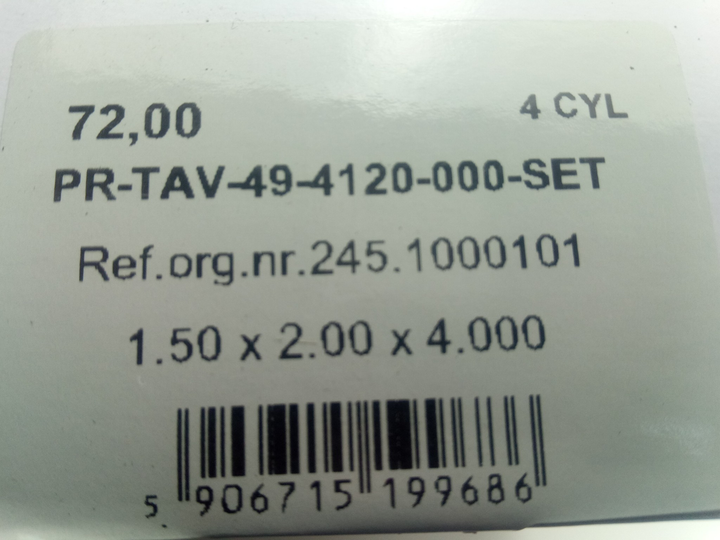 72,00 4 CYL
PR-TAV-49-4120-000-SET
Ref.org.nr.245.1000101
1.50 x 2.00 x 4.000
5 906715 199686